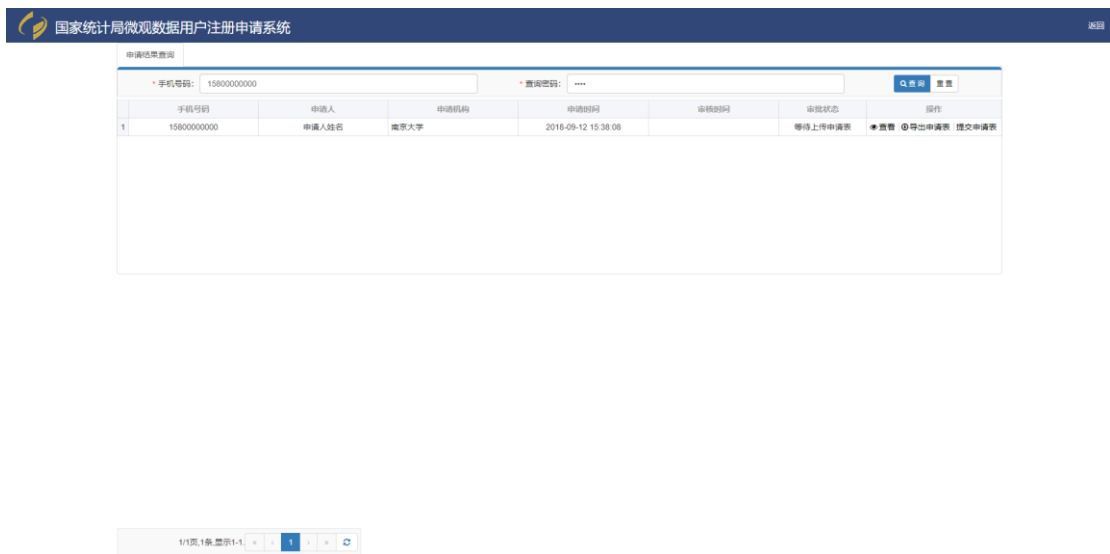 国家统计局微观数据用户注册申请系统 返回
申请结果查询
* 手机号码: 15800000000 * 查询密码: •••• 查询 重置
手机号码 申请人 申请机构 申请时间 审核时间 审批状态 操作
1 15800000000 申请人姓名 南京大学 2018-09-12 15:38:08 等待上传申请表 查看 导出申请表 提交申请表
1/1页,1条,显示1-1. « ‹ 1 › »